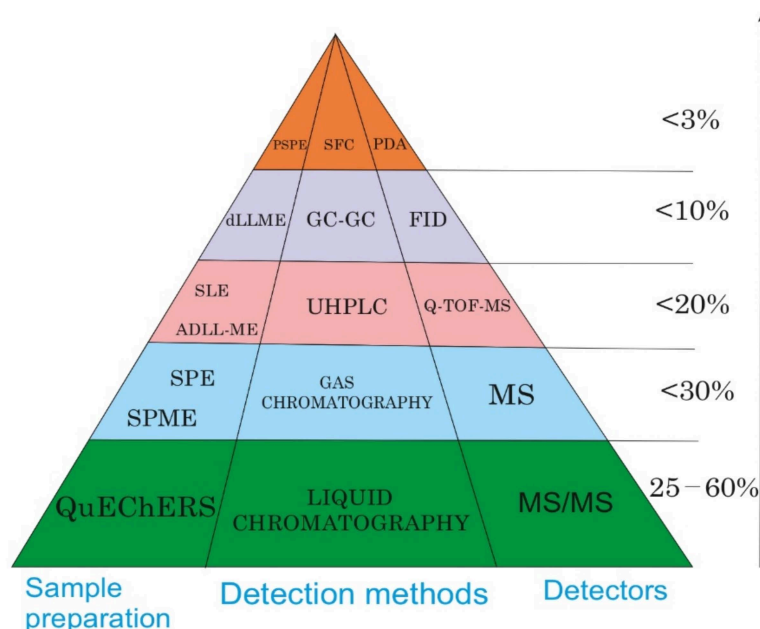 PSPE SFC PDA <3%
dLLME GC-GC FID <10%
SLE
ADLL-ME UHPLC Q-TOF-MS <20%
SPE
SPME
GAS
CHROMATOGRAPHY
MS <30%
QuEChERS
LIQUID
CHROMATOGRAPHY
MS/MS 25-60%
Sample
preparation
Detection methods
Detectors